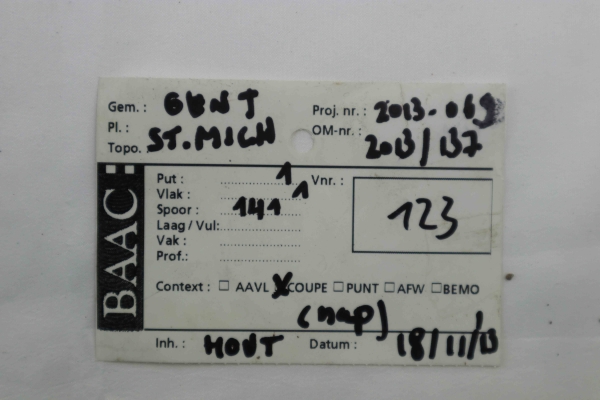 Gem.: GENT Proj. nr.: 2013-069
Pl.: OM-nr.: 2013/137
Topo. ST.MICH
BAAC
Put: 1 Vnr.: 123
Vlak: 1
Spoor: 141
Laag/Vul:
Vak:
Prof.:
Context: ☐ AAVL ☒ COUPE ☐ PUNT ☐ AFW ☐ BEMO
(nap)
Inh.: HOUT Datum: 18/11/13